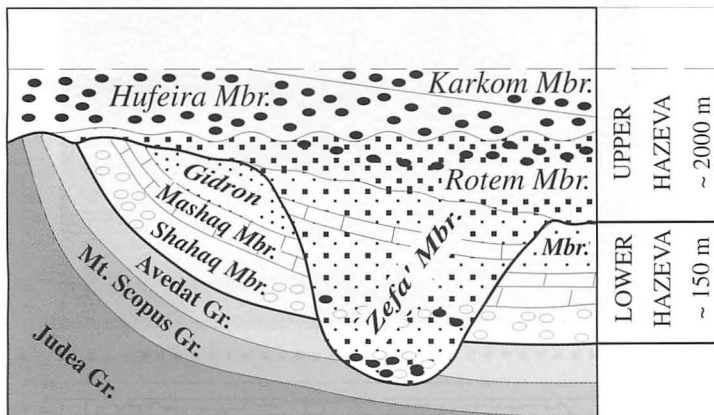 Karkom Mbr.
Hufeira Mbr.
Rotem Mbr.
Gidron
Mashaq Mbr.
Shahaq Mbr.
Zefa' Mbr.
Mbr.
Avedat Gr.
Mt. Scopus Gr.
Judea Gr.
UPPER
HAZEVA
~ 2000 m
LOWER
HAZEVA
~ 150 m